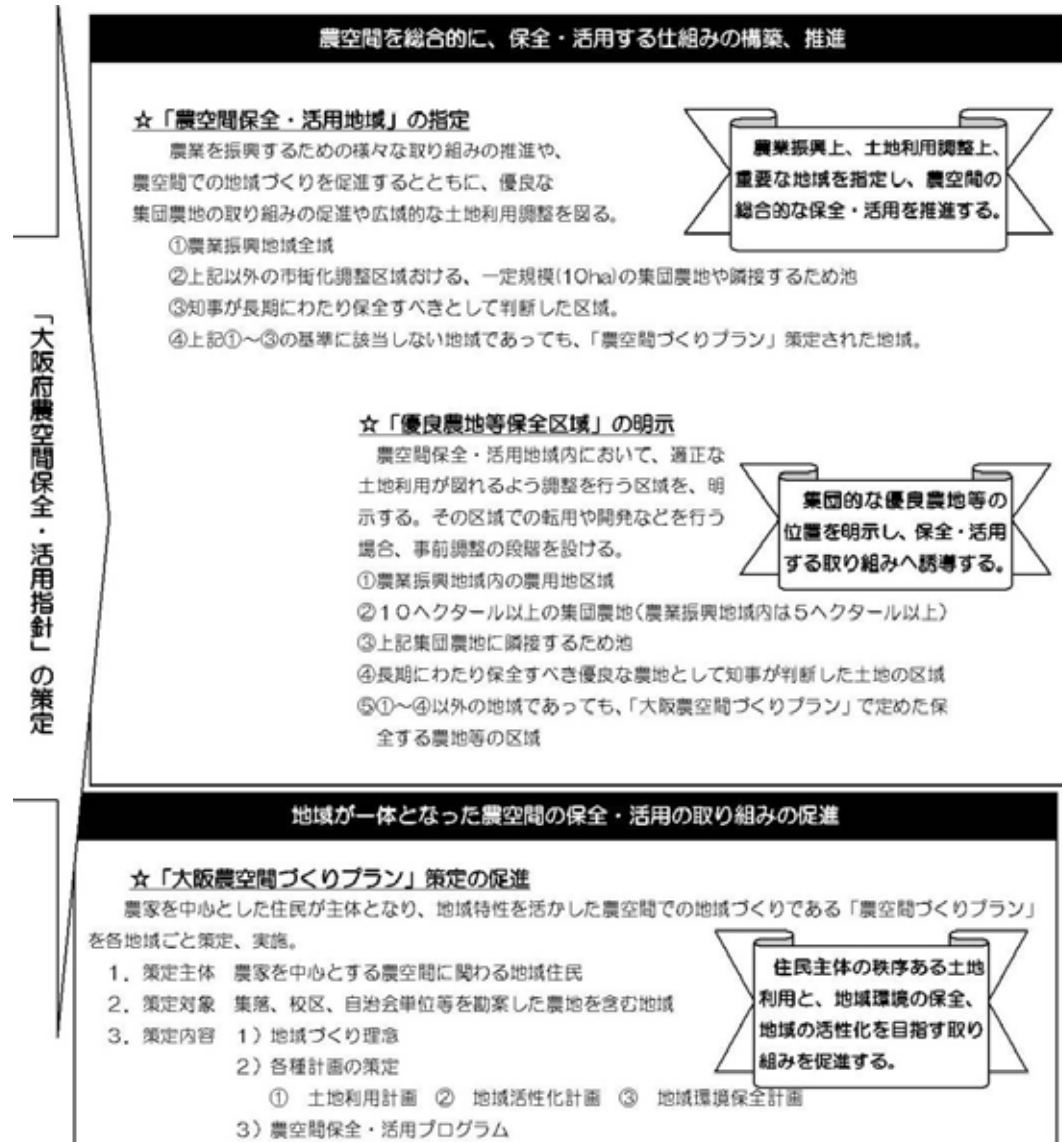 農空間を総合的に、保全・活用する仕組みの構築、推進
☆「農空間保全・活用地域」の指定
農業を振興するための様々な取り組みの推進や、
農空間での地域づくりを促進するとともに、優良な
集団農地の取り組みの促進や広域的な土地利用調整を図る。
①農業振興地域全域
②上記以外の市街化調整区域おける、一定規模(10ha)の集団農地や隣接するため池
③知事が長期にわたり保全すべきとして判断した区域。
④上記①～③の基準に該当しない地域であっても、「農空間づくりプラン」策定された地域。
農業振興上、土地利用調整上、
重要な地域を指定し、農空間の
総合的な保全・活用を推進する。
「大阪府農空間保全・活用指針」の策定
☆「優良農地等保全区域」の明示
農空間保全・活用地域内において、適正な
土地利用が図れるよう調整を行う区域を、明
示する。その区域での転用や開発などを行う
場合、事前調整の段階を設ける。
①農業振興地域内の農用地区域
②１０ヘクタール以上の集団農地（農業振興地域内は５ヘクタール以上）
③上記集団農地に隣接するため池
④長期にわたり保全すべき優良な農地として知事が判断した土地の区域
⑤①～④以外の地域であっても、「大阪農空間づくりプラン」で定めた保
全する農地等の区域
集団的な優良農地等の
位置を明示し、保全・活用
する取り組みへ誘導する。
地域が一体となった農空間の保全・活用の取り組みの促進
☆「大阪農空間づくりプラン」策定の促進
農家を中心とした住民が主体となり、地域特性を活かした農空間での地域づくりである「農空間づくりプラン」
を各地域ごと策定、実施。
１．策定主体　農家を中心とする農空間に関わる地域住民
２．策定対象　集落、校区、自治会単位等を勘案した農地を含む地域
３．策定内容　１）地域づくり理念
２）各種計画の策定
①　土地利用計画　②　地域活性化計画　③　地域環境保全計画
３）農空間保全・活用プログラム
住民主体の秩序ある土地
利用と、地域環境の保全、
地域の活性化を目指す取り
組みを促進する。